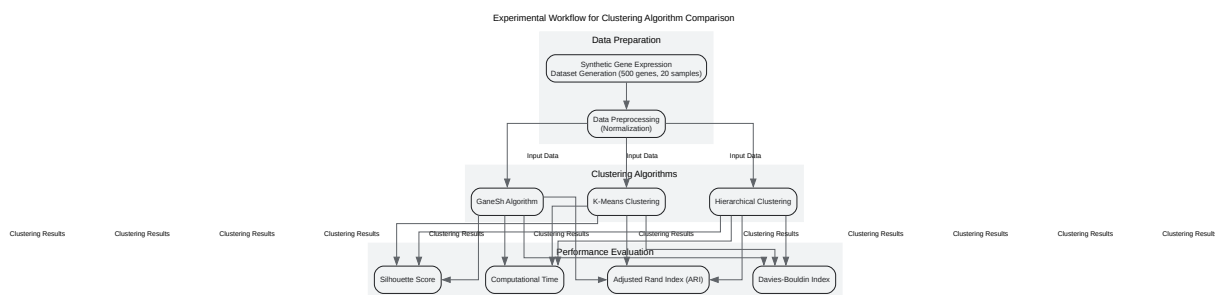 Experimental Workflow for Clustering Algorithm Comparison
Data Preparation
Synthetic Gene Expression
Dataset Generation (500 genes, 20 samples)
Data Preprocessing
(Normalization)
Input Data
Input Data
Input Data
Clustering Algorithms
GaneSh Algorithm
K-Means Clustering
Hierarchical Clustering
Clustering Results
Clustering Results
Clustering Results
Clustering Results
Clustering Results
Clustering Results
Clustering Results
Clustering Results
Clustering Results
Clustering Results
Clustering Results
Clustering Result
Performance Evaluation
Silhouette Score
Computational Time
Adjusted Rand Index (ARI)
Davies-Bouldin Index